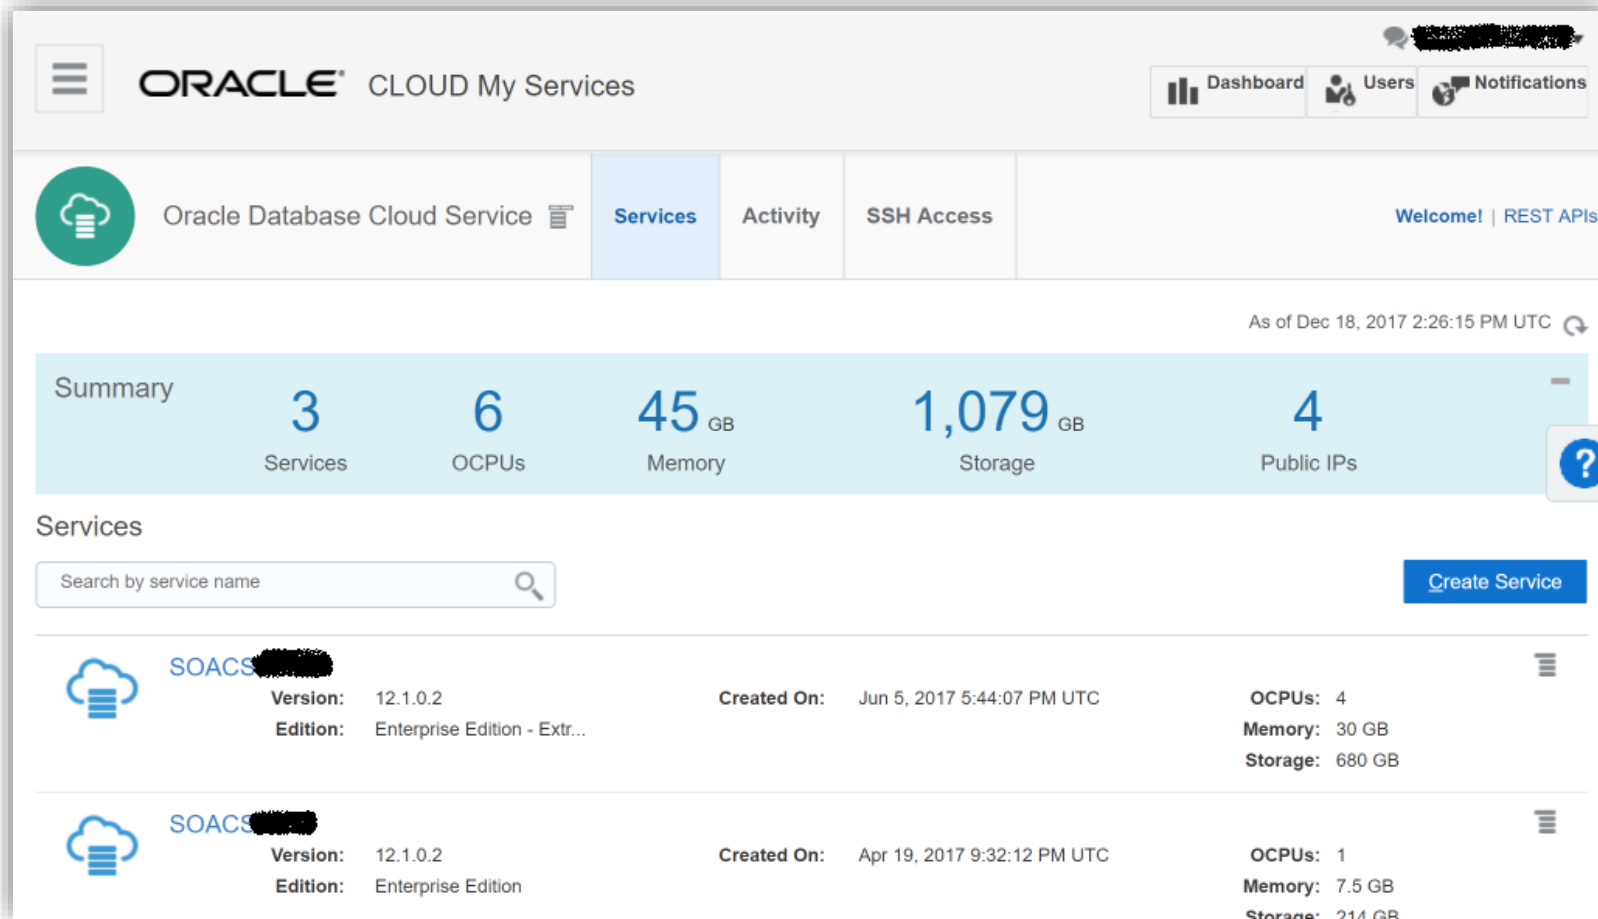 ORACLE CLOUD My Services
Dashboard Users Notifications
Oracle Database Cloud Service Services Activity SSH Access Welcome! | REST APIs
As of Dec 18, 2017 2:26:15 PM UTC
Summary
3 6 45 GB 1,079 GB 4
Services OCPUs Memory Storage Public IPs
?
Services
Search by service name
Create Service
SOACS
Version: 12.1.0.2 Created On: Jun 5, 2017 5:44:07 PM UTC OCPUs: 4
Edition: Enterprise Edition - Extr... Memory: 30 GB
Storage: 680 GB
SOACS
Version: 12.1.0.2 Created On: Apr 19, 2017 9:32:12 PM UTC OCPUs: 1
Edition: Enterprise Edition Memory: 7.5 GB
Storage: 214 GB